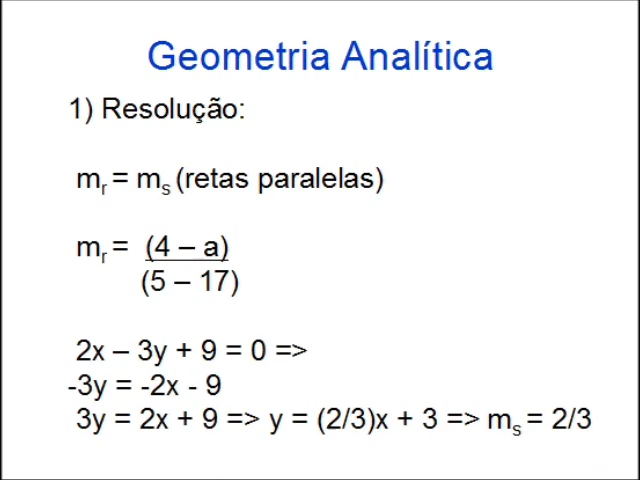 Geometria Analítica
1) Resolução:
mr = ms (retas paralelas)
mr = (4 – a)
(5 – 17)
2x – 3y + 9 = 0 =>
-3y = -2x - 9
3y = 2x + 9 => y = (2/3)x + 3 => ms = 2/3